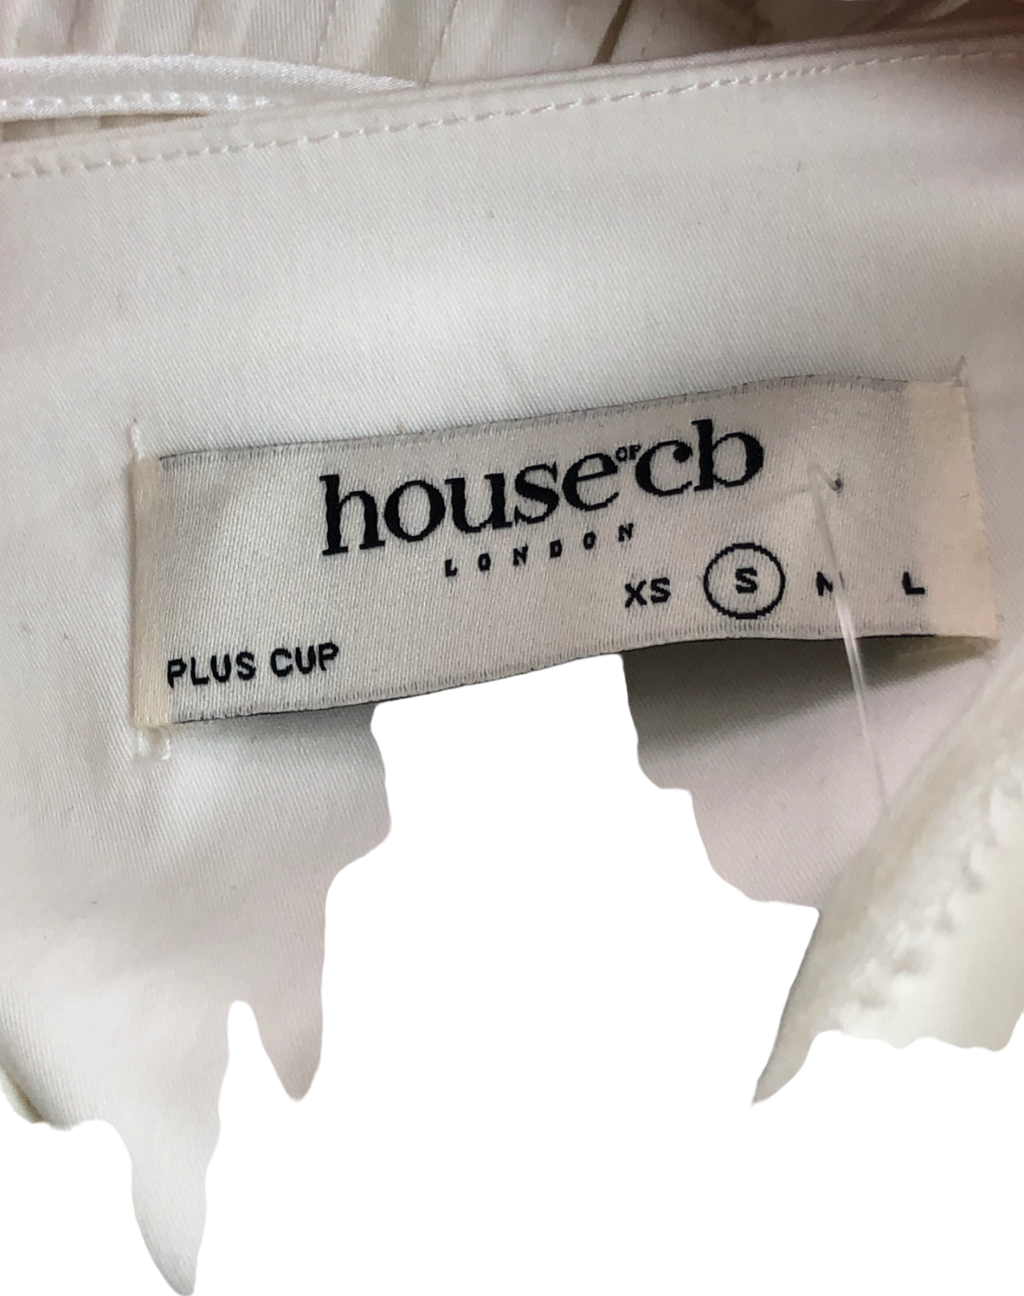 house OF cb
LONDON
XS S M L
PLUS CUP